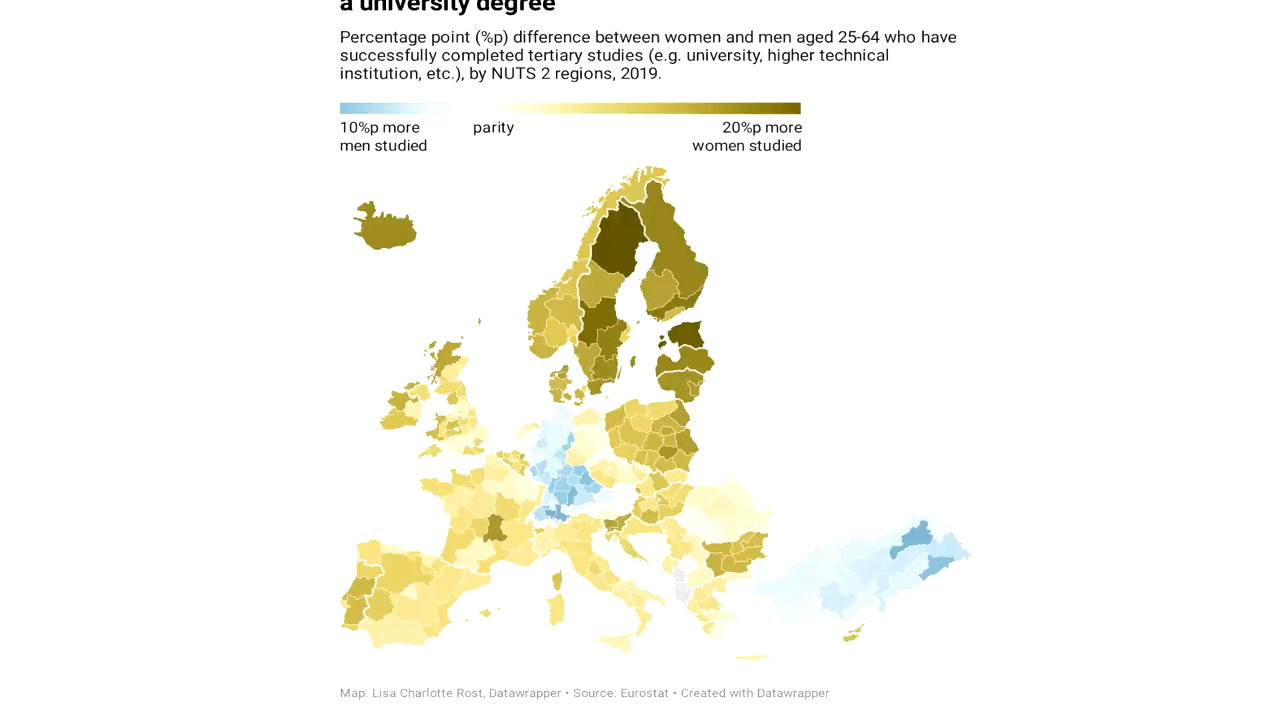 a university degree
Percentage point (%p) difference between women and men aged 25-64 who have
successfully completed tertiary studies (e.g. university, higher technical
institution, etc.), by NUTS 2 regions, 2019.
10%p more
men studied
parity
20%p more
women studied
Map: Lisa Charlotte Rost, Datawrapper • Source: Eurostat • Created with Datawrapper